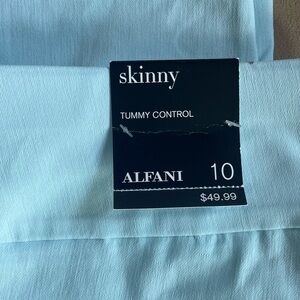 skinny
TUMMY CONTROL
ALFANI 10
$49.99